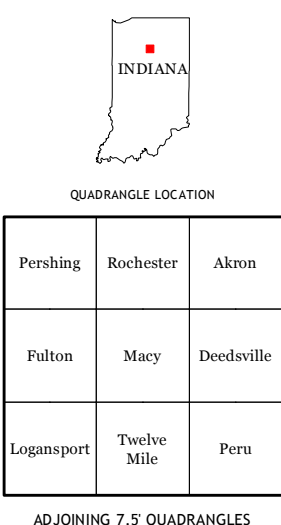 INDIANA
QUADRANGLE LOCATION
Pershing Rochester Akron
Fulton Macy Deedsville
Logansport Twelve Mile Peru
ADJOINING 7.5' QUADRANGLES